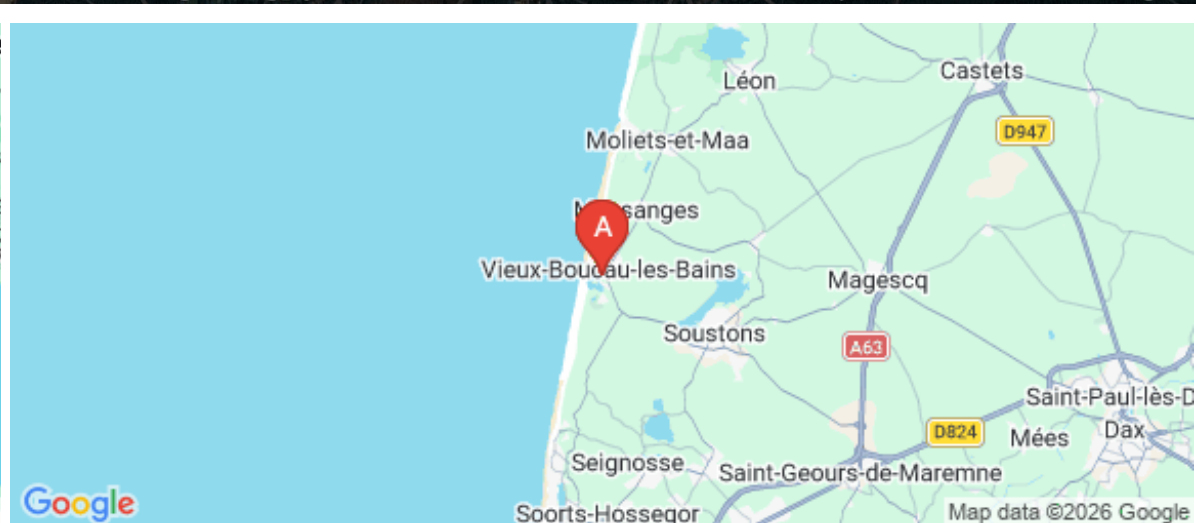 Léon
Castets
D947
Moliets-et-Maa
A
Vieux-Boucau-les-Bains
Magescq
Soustons
A63
Saint-Paul-lès-D
D824
Mées
Dax
Seignosse
Saint-Geours-de-Maremne
Soorts-Hossegor
Google
Map data ©2026 Google